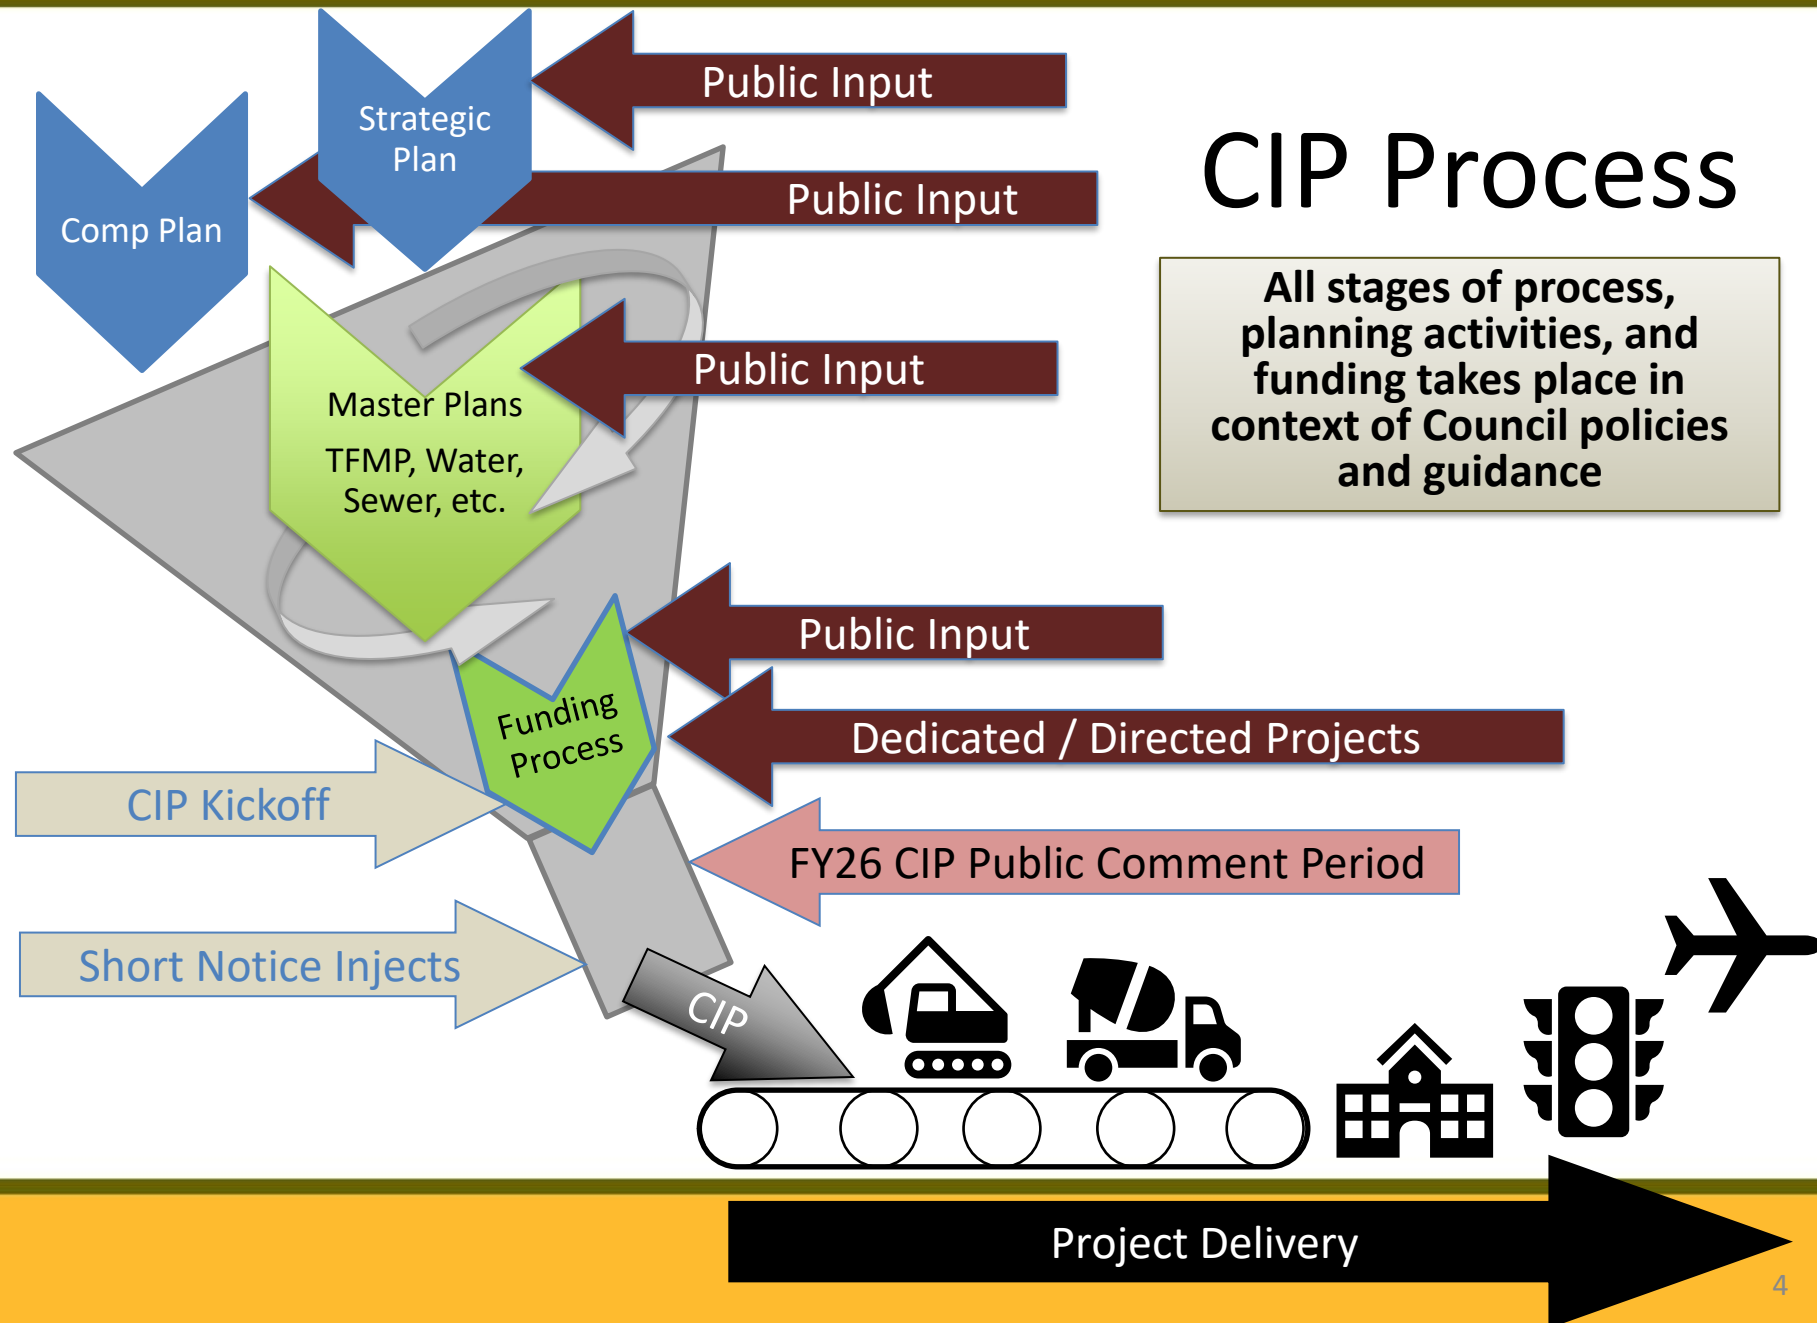 Public Input
Strategic
Plan
CIP Process
Public Input
Comp Plan
All stages of process,
planning activities, and
funding takes place in
context of Council policies
and guidance
Public Input
Master Plans
TFMP, Water,
Sewer, etc.
Public Input
Funding
Process
Dedicated / Directed Projects
CIP Kickoff
FY26 CIP Public Comment Period
Short Notice Injects
CIP
Project Delivery
4